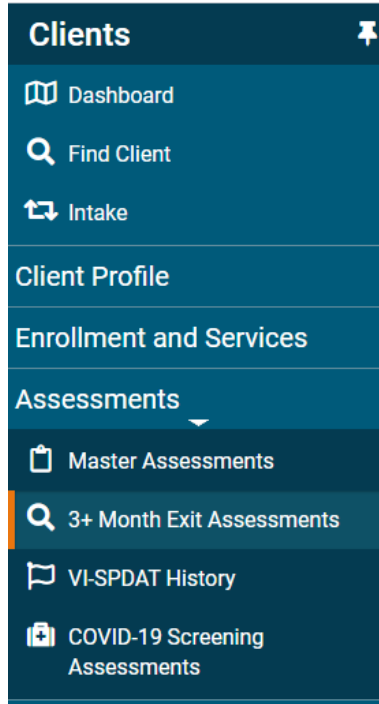 Clients
Dashboard
Find Client
Intake
Client Profile
Enrollment and Services
Assessments
Master Assessments
3+ Month Exit Assessments
VI-SPDAT History
COVID-19 Screening
Assessments